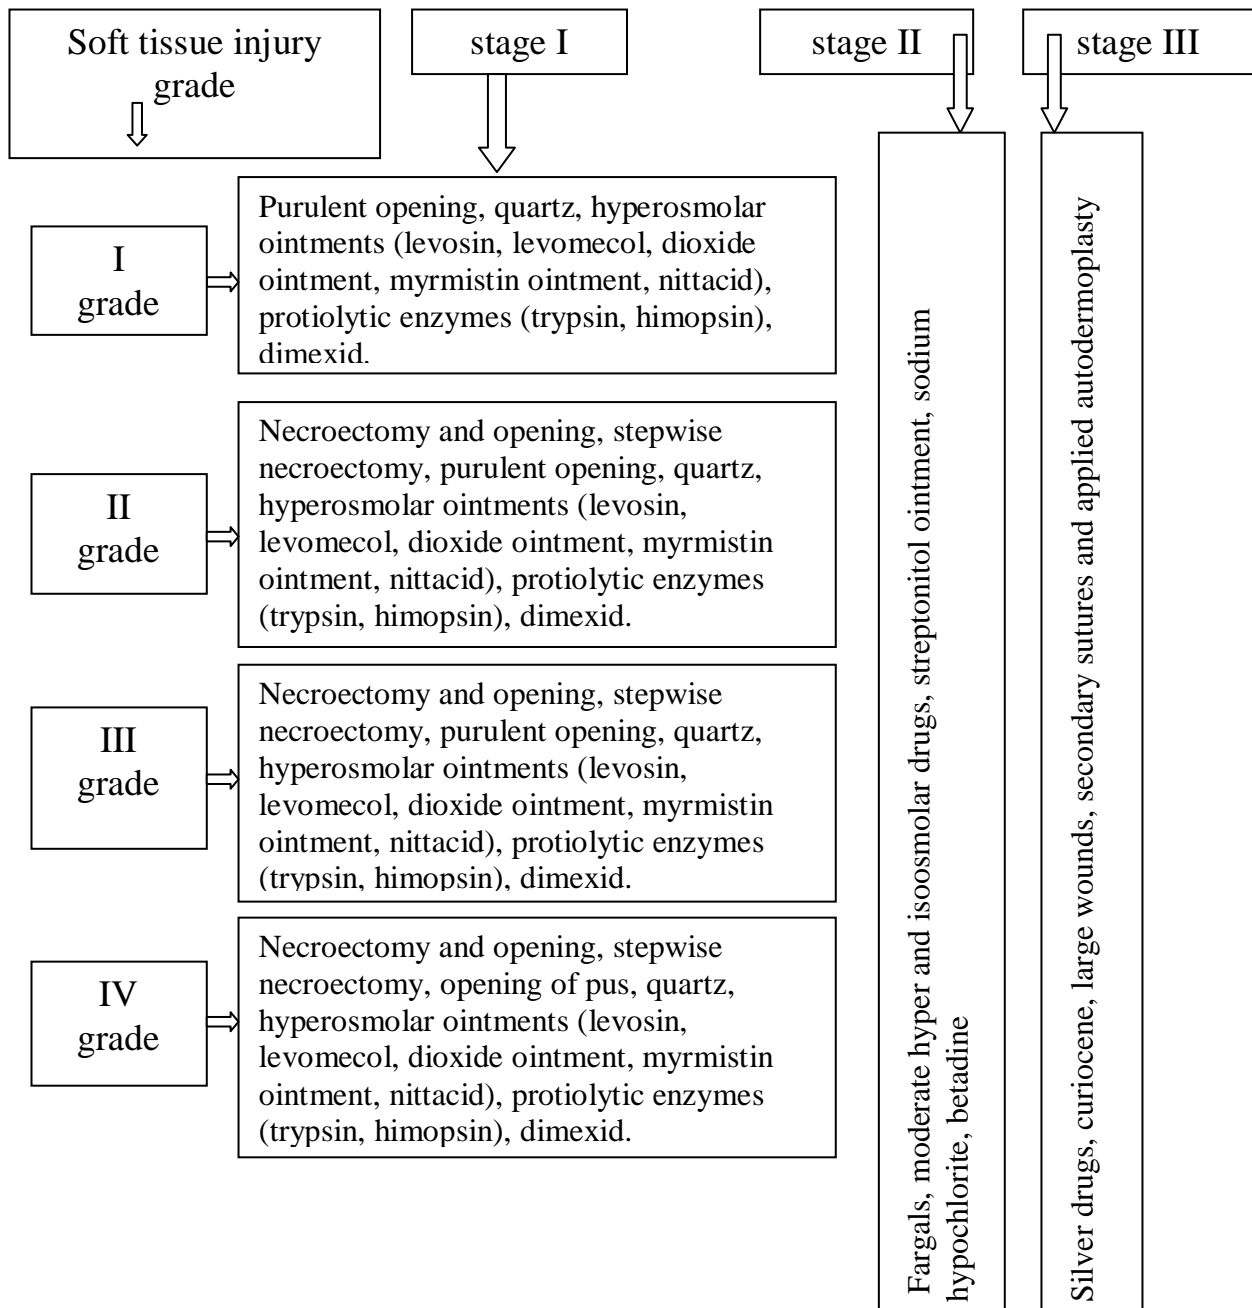 Soft tissue injury
grade
stage I
stage II
stage III
I
grade
Purulent opening, quartz, hyperosmolar
ointments (levosin, levomecol, dioxide
ointment, myrmistin ointment, nittacid),
protiolytic enzymes (trypsin, himopsin),
dimexid.
II
grade
Necroectomy and opening, stepwise
necroectomy, purulent opening, quartz,
hyperosmolar ointments (levosin,
levomecol, dioxide ointment, myrmistin
ointment, nittacid), protiolytic enzymes
(trypsin, himopsin), dimexid.
III
grade
Necroectomy and opening, stepwise
necroectomy, purulent opening, quartz,
hyperosmolar ointments (levosin,
levomecol, dioxide ointment, myrmistin
ointment, nittacid), protiolytic enzymes
(trypsin, himopsin), dimexid.
IV
grade
Necroectomy and opening, stepwise
necroectomy, opening of pus, quartz,
hyperosmolar ointments (levosin,
levomecol, dioxide ointment, myrmistin
ointment, nittacid), protiolytic enzymes
(trypsin, himopsin), dimexid.
Fargals, moderate hyper and isoosmolar drugs, streptonitol ointment, sodium
hypochlorite, betadine
Silver drugs, curiocene, large wounds, secondary sutures and applied autodermoplasty